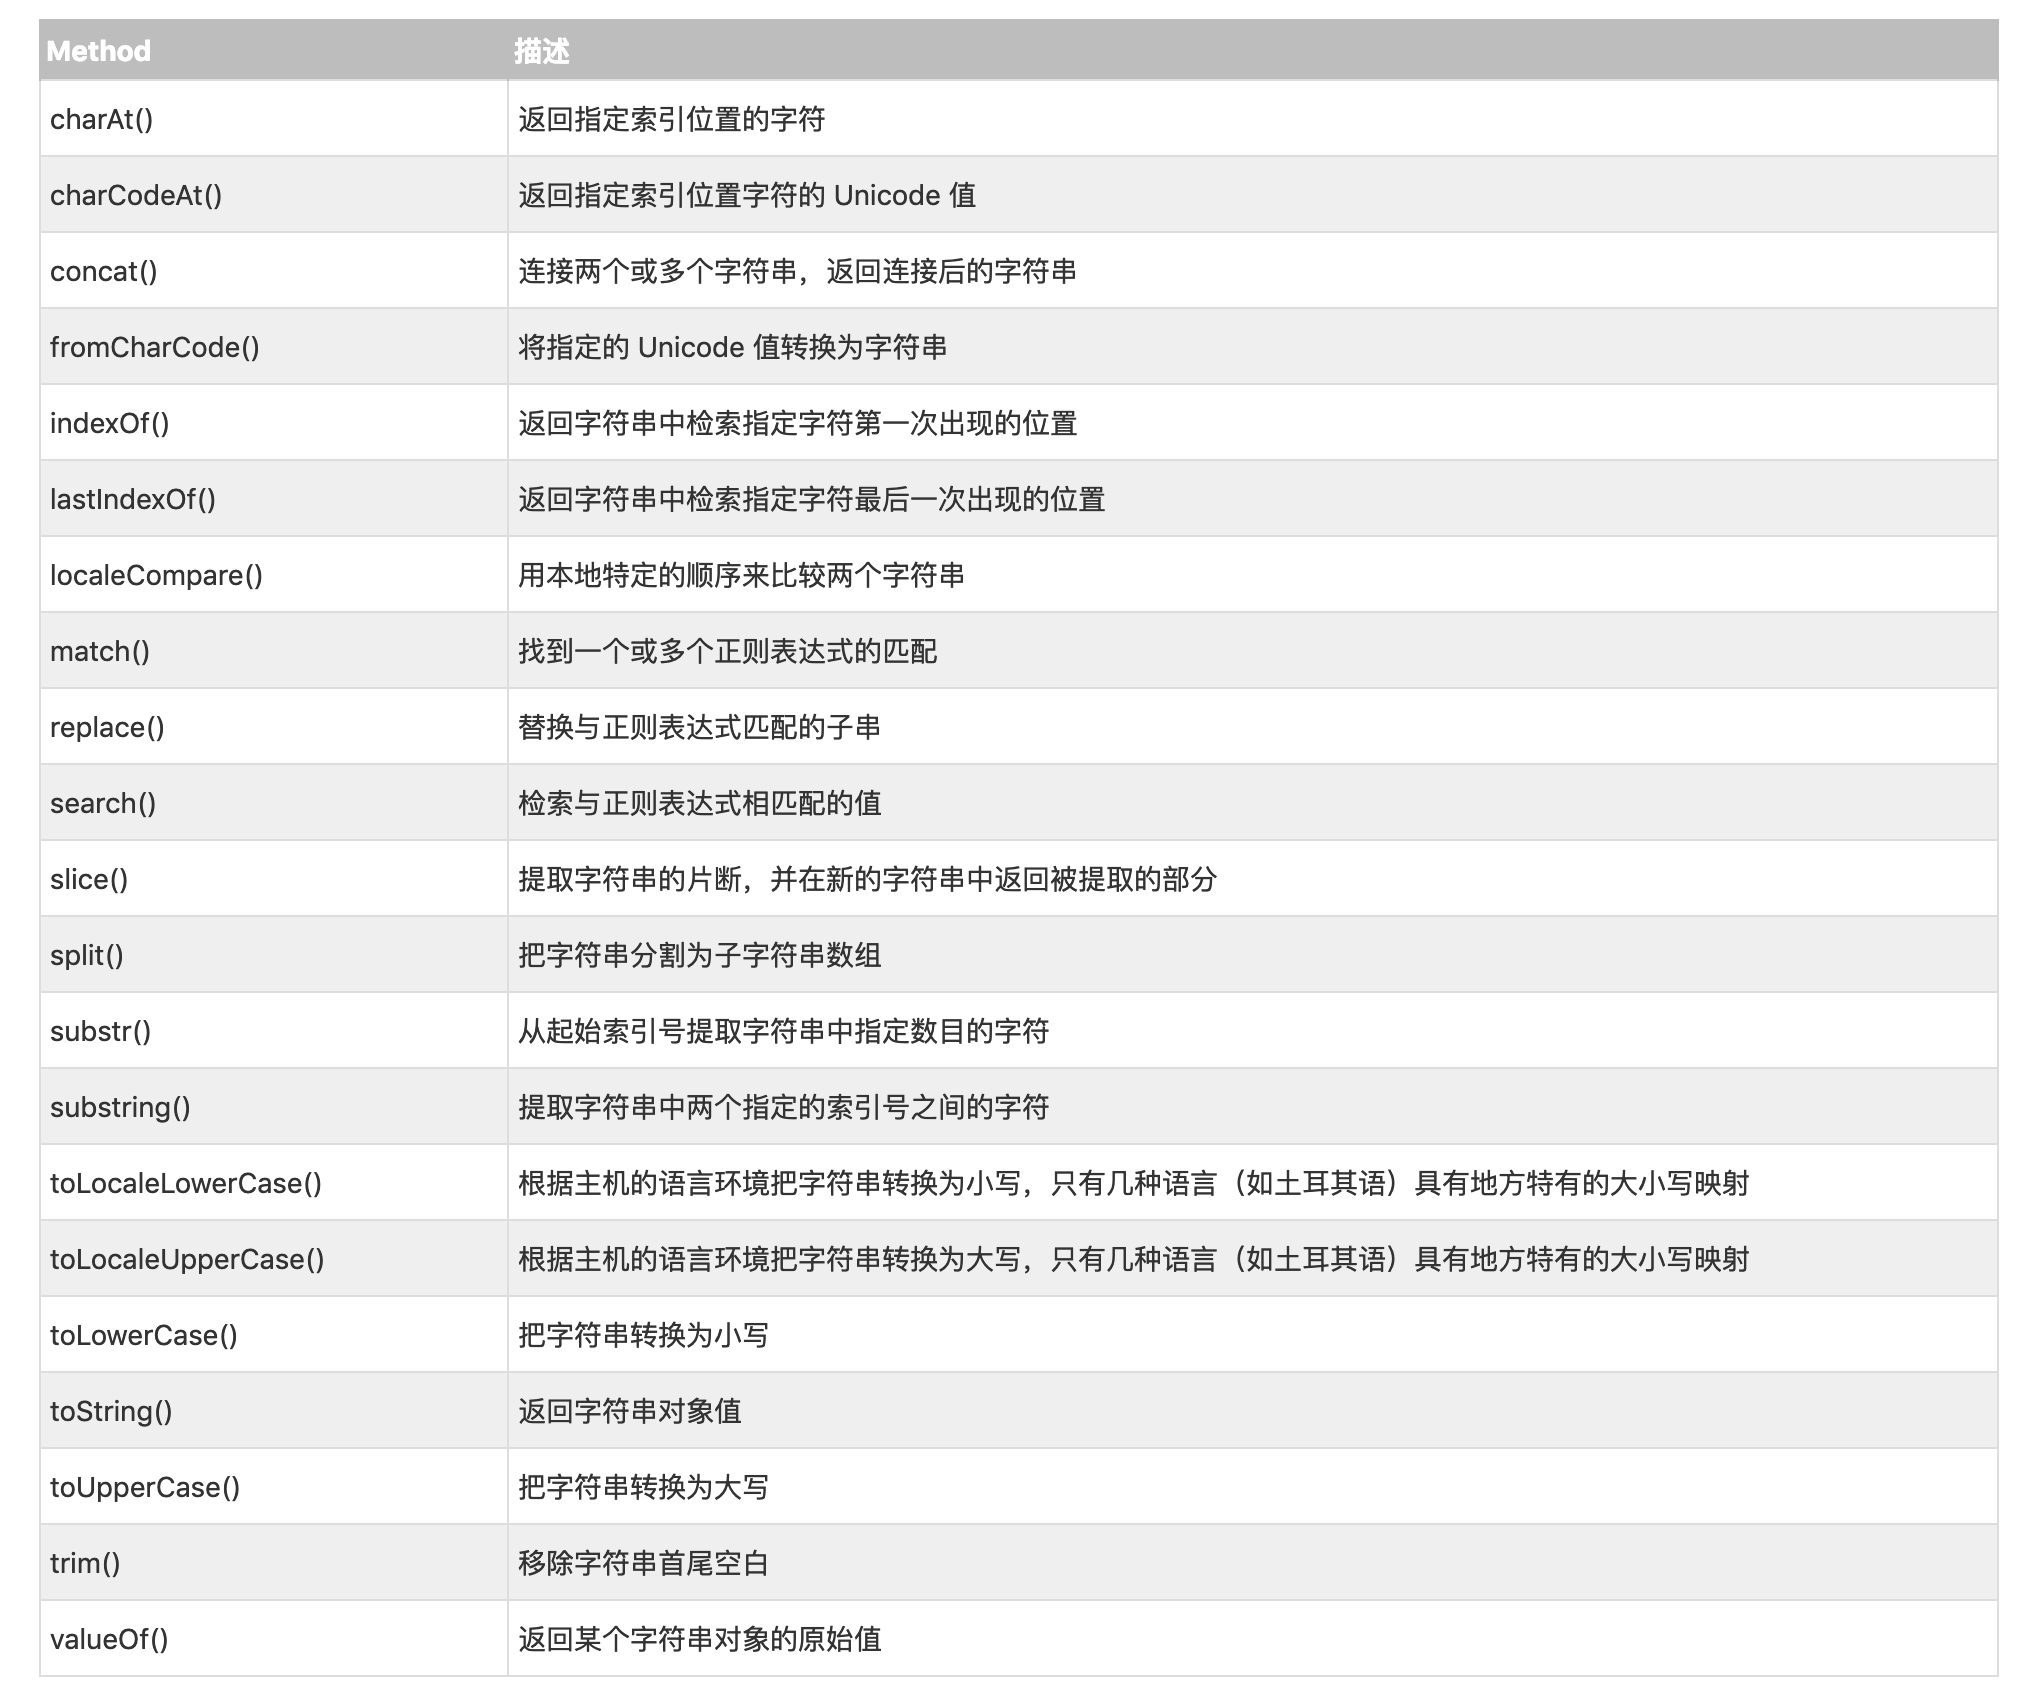 Method 描述
charAt() 返回指定索引位置的字符
charCodeAt() 返回指定索引位置字符的 Unicode 值
concat() 连接两个或多个字符串，返回连接后的字符串
fromCharCode() 将指定的 Unicode 值转换为字符串
indexOf() 返回字符串中检索指定字符第一次出现的位置
lastIndexOf() 返回字符串中检索指定字符最后一次出现的位置
localeCompare() 用本地特定的顺序来比较两个字符串
match() 找到一个或多个正则表达式的匹配
replace() 替换与正则表达式匹配的子串
search() 检索与正则表达式相匹配的值
slice() 提取字符串的片断，并在新的字符串中返回被提取的部分
split() 把字符串分割为子字符串数组
substr() 从起始索引号提取字符串中指定数目的字符
substring() 提取字符串中两个指定的索引号之间的字符
toLocaleLowerCase() 根据主机的语言环境把字符串转换为小写，只有几种语言（如土耳其语）具有地方特有的大小写映射
toLocaleUpperCase() 根据主机的语言环境把字符串转换为大写，只有几种语言（如土耳其语）具有地方特有的大小写映射
toLowerCase() 把字符串转换为小写
toString() 返回字符串对象值
toUpperCase() 把字符串转换为大写
trim() 移除字符串首尾空白
valueOf() 返回某个字符串对象的原始值